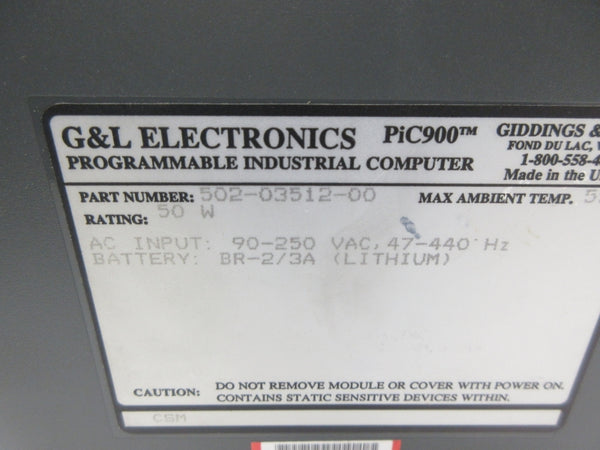 G&L ELECTRONICS PiC900™ GIDDINGS &
PROGRAMMABLE INDUSTRIAL COMPUTER FOND DU LAC,
1-800-558-4
Made in the U
PART NUMBER: 502-03512-00 MAX AMBIENT TEMP. 5
RATING: 50 W
AC INPUT: 90-250 VAC, 47-440 Hz
BATTERY: BR-2/3A (LITHIUM)
CAUTION: DO NOT REMOVE MODULE OR COVER WITH POWER ON.
CONTAINS STATIC SENSITIVE DEVICES WITHIN.
CSM